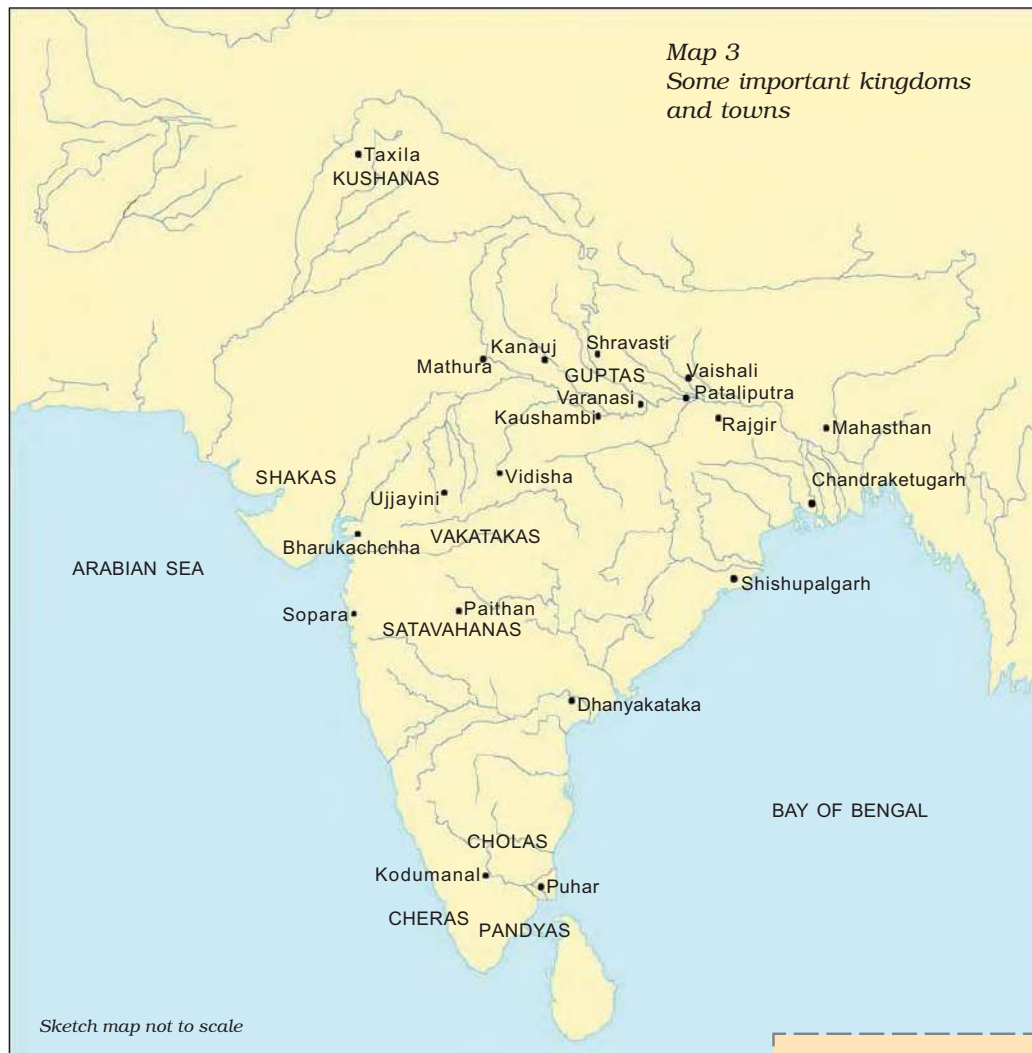 Map 3
Some important kingdoms
and towns
Taxila
KUSHANAS
Shravasti
Kanauj
Mathura
GUPTAS
Vaishali
Varanasi
Pataliputra
Kaushambi
Rajgir
Mahasthan
SHAKAS
Vidisha
Chandraketugarh
Ujjayini
Bharukachchha
VAKATAKAS
ARABIAN SEA
Shishupalgarh
Sopara
Paithan
SATAVAHANAS
Dhanyakataka
BAY OF BENGAL
CHOLAS
Kodumanal
Puhar
CHERAS
PANDYAS
Sketch map not to scale